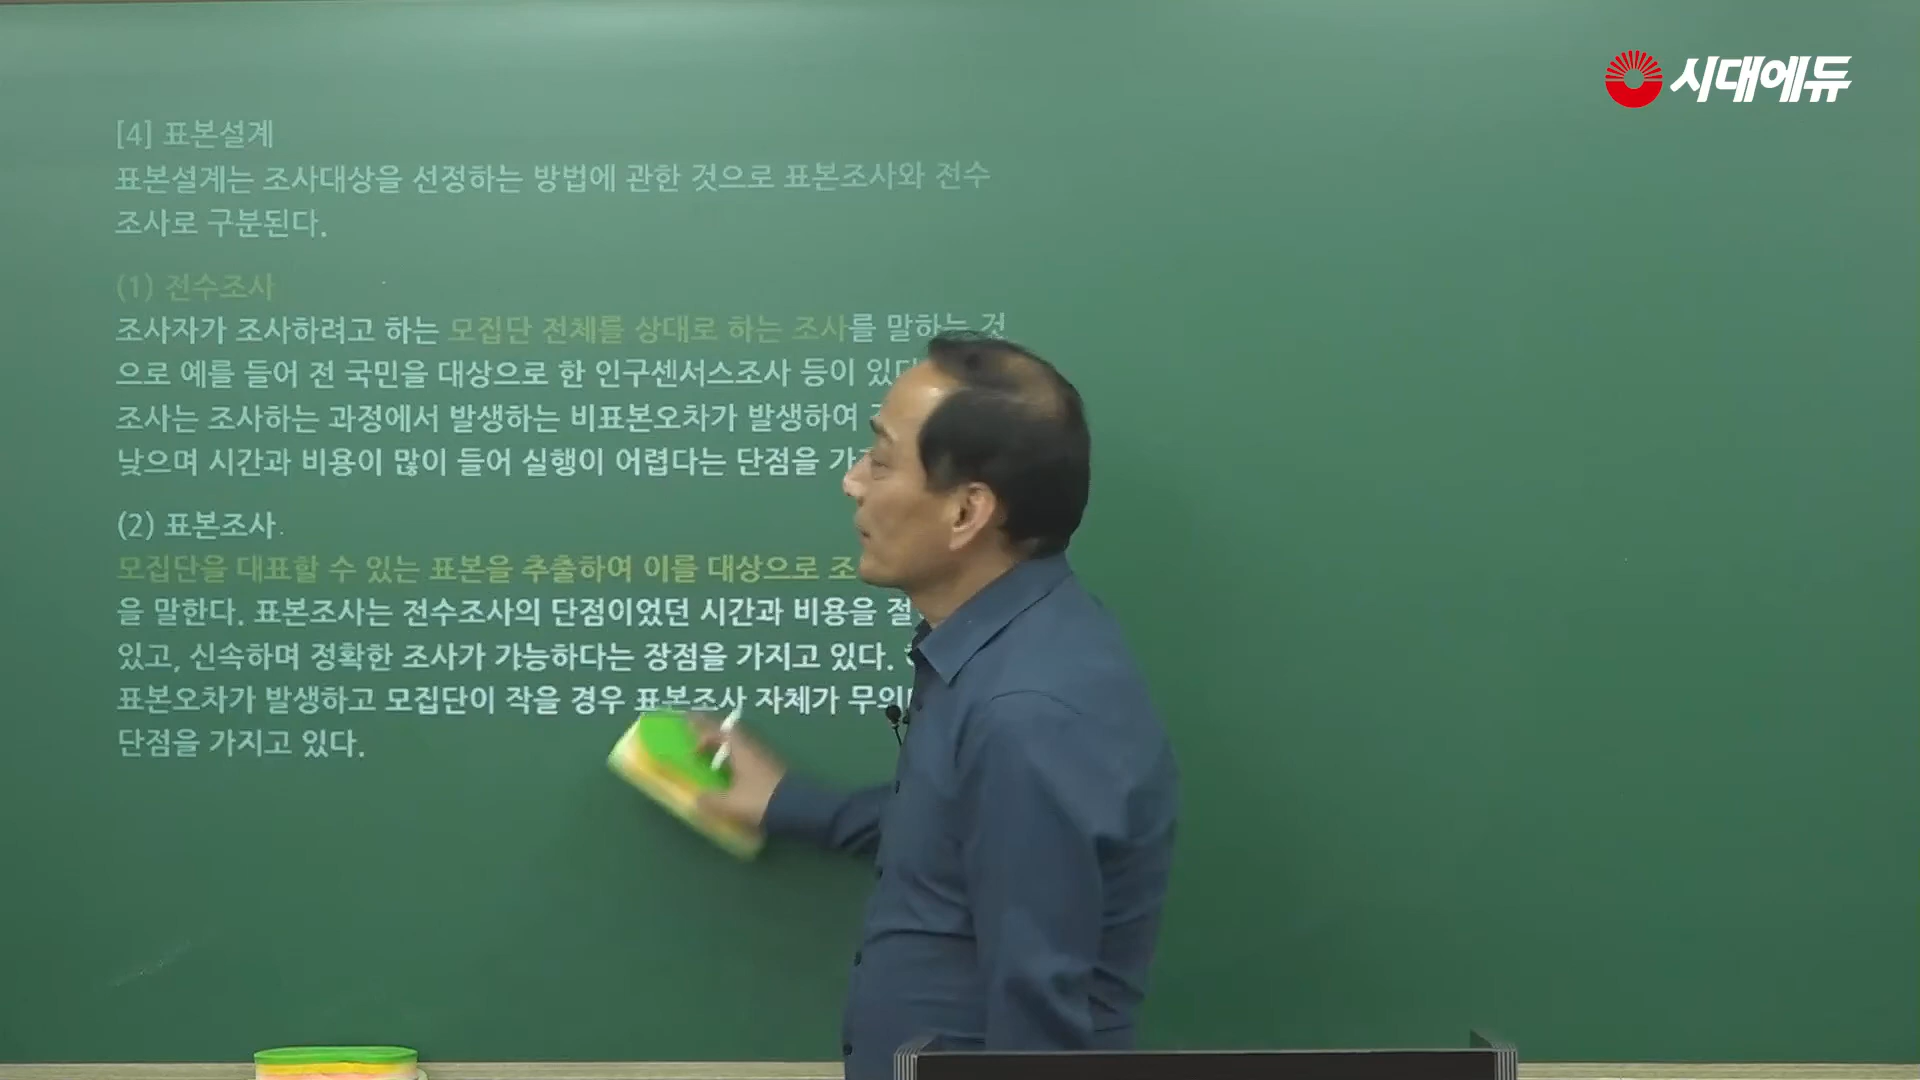 시대에듀
[4] 표본설계
표본설계는 조사대상을 선정하는 방법에 관한 것으로 표본조사와 전수
조사로 구분된다.
(1) 전수조사
조사자가 조사하려고 하는 모집단 전체를 상대로 하는 조사를 말하는 것
으로 예를 들어 전 국민을 대상으로 한 인구센서스조사 등이
조사는 조사하는 과정에서 발생하는 비표본오차가 발생하여
낮으며 시간과 비용이 많이 들어 실행이 어렵다는 단점을
(2) 표본조사
모집단을 대표할 수 있는 표본을 추출하여 이를 대상으로
을 말한다. 표본조사는 전수조사의 단점이었던 시간과 비용을
있고, 신속하며 정확한 조사가 가능하다는 장점을 가지고 있다.
표본오차가 발생하고 모집단이 작을 경우 표본조사 자체가
단점을 가지고 있다.